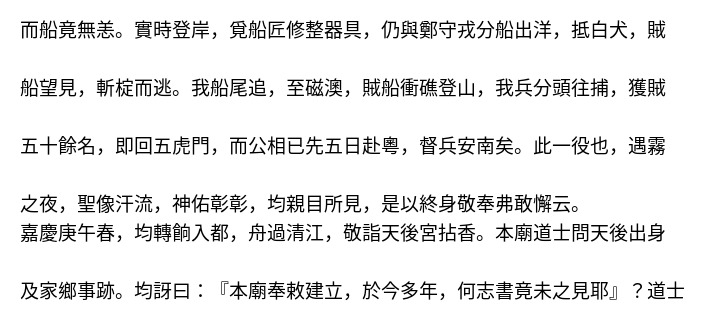 而船竟無恙。實時登岸，覓船匠修整器具，仍與鄭守戎分船出洋，抵白犬，賊
船望見，斬椗而逃。我船尾追，至磁澳，賊船衝礁登山，我兵分頭往捕，獲賊
五十餘名，即回五虎門，而公相已先五日赴粵，督兵安南矣。此一役也，遇霧
之夜，聖像汗流，神佑彰彰，均親目所見，是以終身敬奉弗敢懈云。
嘉慶庚午春，均轉餉入都，舟過清江，敬詣天後宮拈香。本廟道士問天後出身
及家鄉事跡。均訝曰：『本廟奉敕建立，於今多年，何志書竟未之見耶』？道士